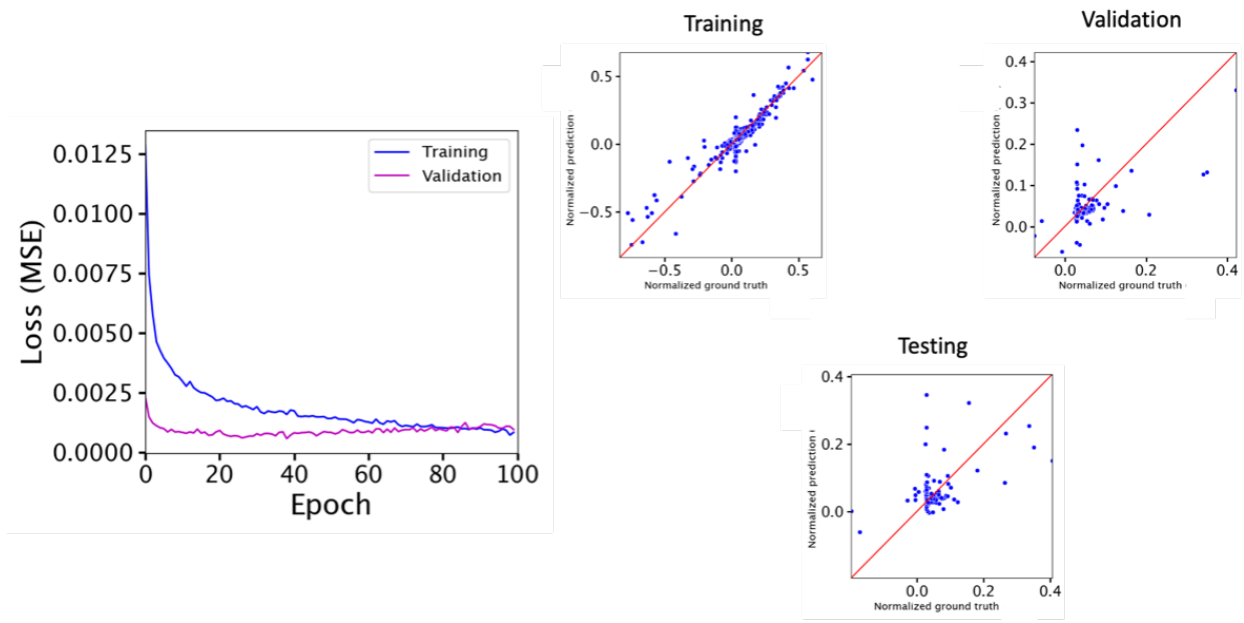 Training
Validation
0.5
0.0
−0.5
−0.5
0.0
0.5
Normalized prediction
Normalized ground truth
0.4
0.3
0.2
0.1
0.0
0.0
0.2
0.4
Normalized prediction
Normalized ground truth
0.0125
0.0100
0.0075
0.0050
0.0025
0.0000
0
20
40
60
80
100
Loss (MSE)
Epoch
Training
Validation
Testing
0.4
0.2
0.0
0.0
0.2
0.4
Normalized prediction
Normalized ground truth